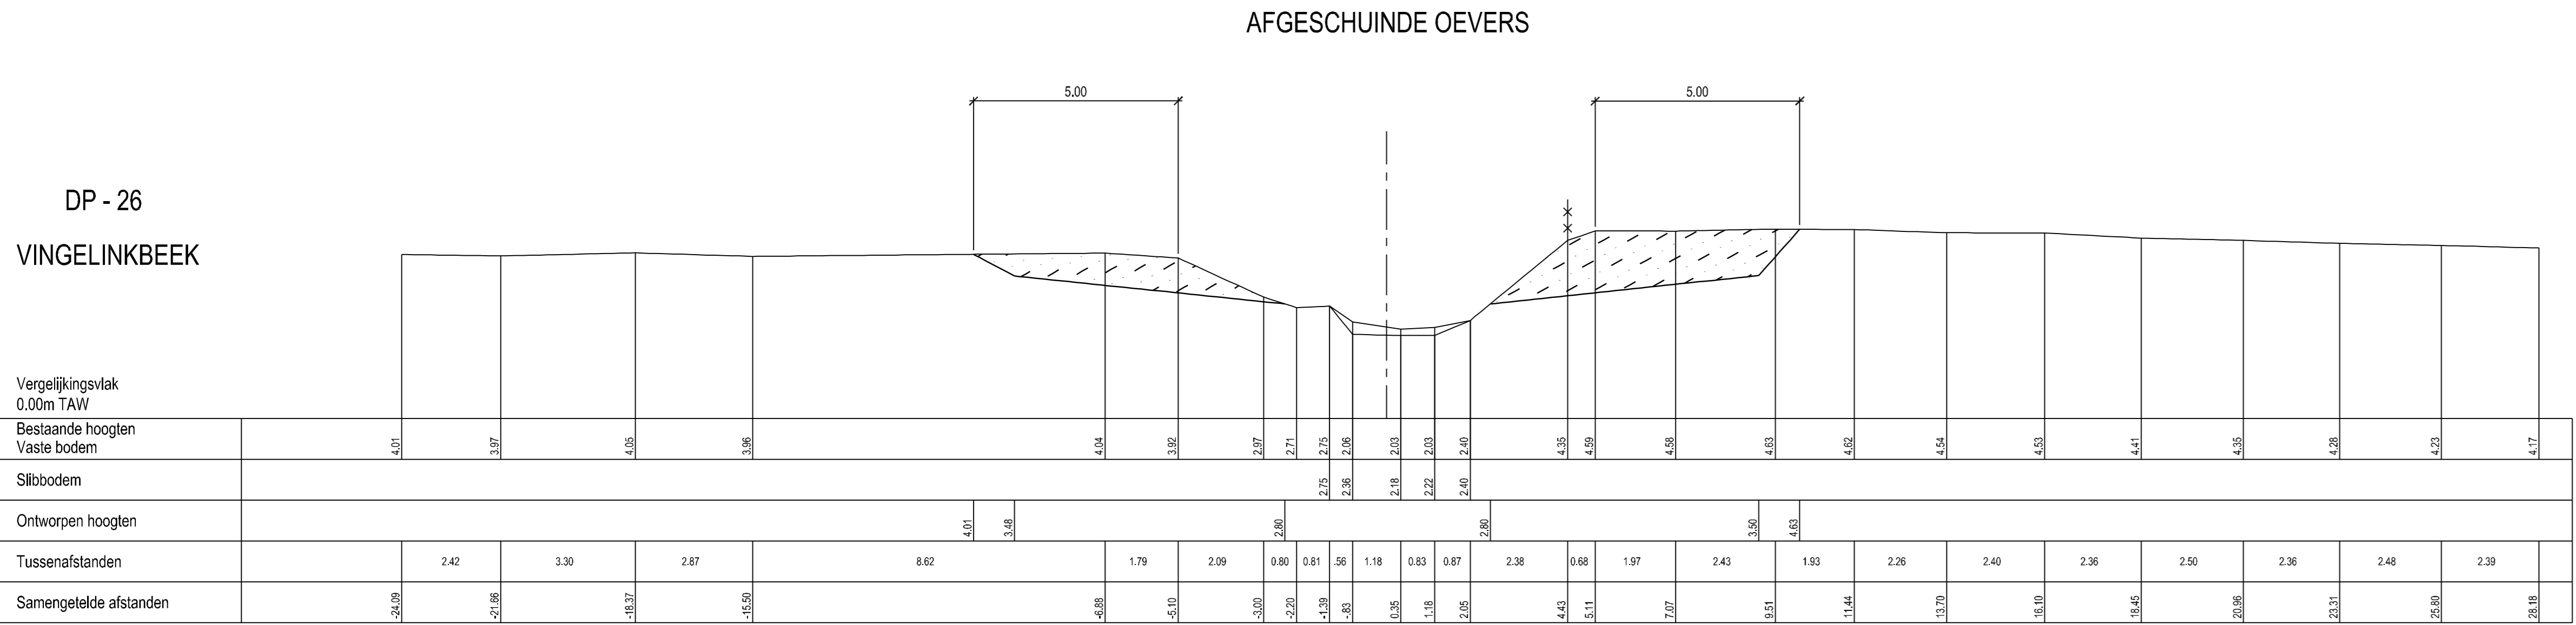 AFGESCHUINDE OEVERS
5.00 5.00
DP - 26
VINGELINKBEEK
Vergelijkingsvlak
0.00m TAW
Bestaande hoogten
Vaste bodem
4.01 3.97 4.05 3.96 4.04 3.92 2.97 2.71 2.75 2.06 2.03 2.03 2.40 4.35 4.59 4.58 4.63 4.62 4.54 4.53 4.41 4.35 4.28 4.23 4.17
Slibbodem 2.75 2.36 2.18 2.22 2.40
Ontworpen hoogten 4.01 3.48 2.80 2.80 3.50 4.63
Tussenafstanden 2.42 3.30 2.87 8.62 1.79 2.09 0.80 0.81 .56 1.18 0.83 0.87 2.38 0.68 1.97 2.43 1.93 2.26 2.40 2.36 2.50 2.36 2.48 2.39
Samengetelde afstanden -24.09 -21.66 -18.37 -15.50 -6.88 -5.10 -3.00 -2.20 -1.39 -.83 0.35 1.18 2.05 4.43 5.11 7.07 9.51 11.44 13.70 16.10 18.45 20.96 23.31 25.80 28.18